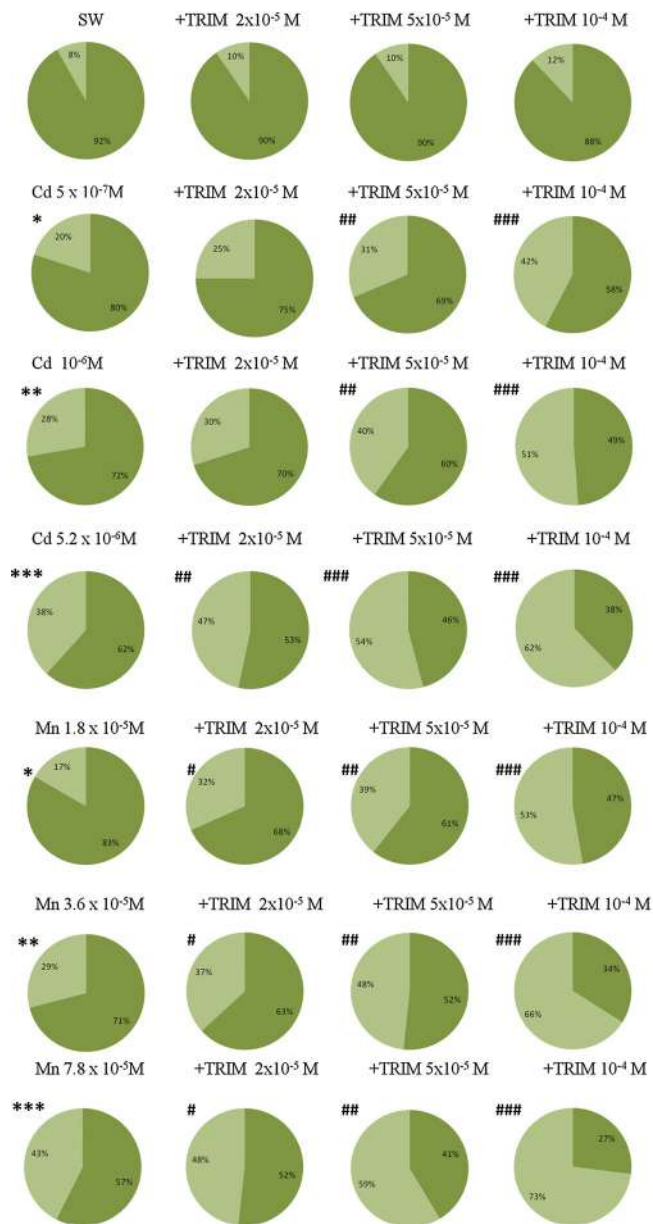 SW +TRIM 2x10⁻⁵ M +TRIM 5x10⁻⁵ M +TRIM 10⁻⁴ M
8% 10% 10% 12%
92% 90% 90% 88%
Cd 5 x 10⁻⁷M +TRIM 2x10⁻⁵ M +TRIM 5x10⁻⁵ M +TRIM 10⁻⁴ M
* ## ###
20% 25% 31% 42%
80% 75% 69% 58%
Cd 10⁻⁶M +TRIM 2x10⁻⁵ M +TRIM 5x10⁻⁵ M +TRIM 10⁻⁴ M
** ## ###
28% 30% 40% 51% 49%
72% 70% 60%
Cd 5.2 x 10⁻⁶M +TRIM 2x10⁻⁵ M +TRIM 5x10⁻⁵ M +TRIM 10⁻⁴ M
*** ## ### ###
38% 47% 46% 38%
62% 53% 54% 62%
Mn 1.8 x 10⁻⁵M +TRIM 2x10⁻⁵ M +TRIM 5x10⁻⁵ M +TRIM 10⁻⁴ M
* # ## ###
17% 32% 39% 53% 47%
83% 68% 61%
Mn 3.6 x 10⁻⁵M +TRIM 2x10⁻⁵ M +TRIM 5x10⁻⁵ M +TRIM 10⁻⁴ M
** # ## ###
29% 37% 48% 34%
71% 63% 52% 66%
Mn 7.8 x 10⁻⁵M +TRIM 2x10⁻⁵ M +TRIM 5x10⁻⁵ M +TRIM 10⁻⁴ M
*** # ## ###
43% 57% 48% 52% 41% 27%
59% 73%